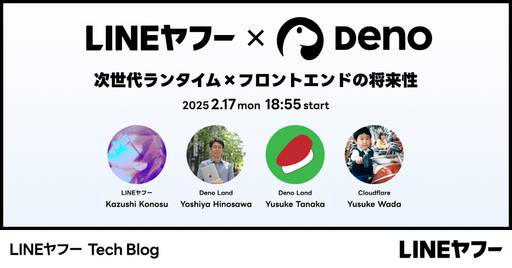 LINEヤフー × Deno
次世代ランタイム×フロントエンドの将来性
2025 2.17 mon 18:55 start
LINEヤフー
Kazushi Konosu
Deno Land
Yoshiya Hinosawa
Deno Land
Yusuke Tanaka
Cloudflare
Yusuke Wada
LINEヤフー Tech Blog
LINEヤフー